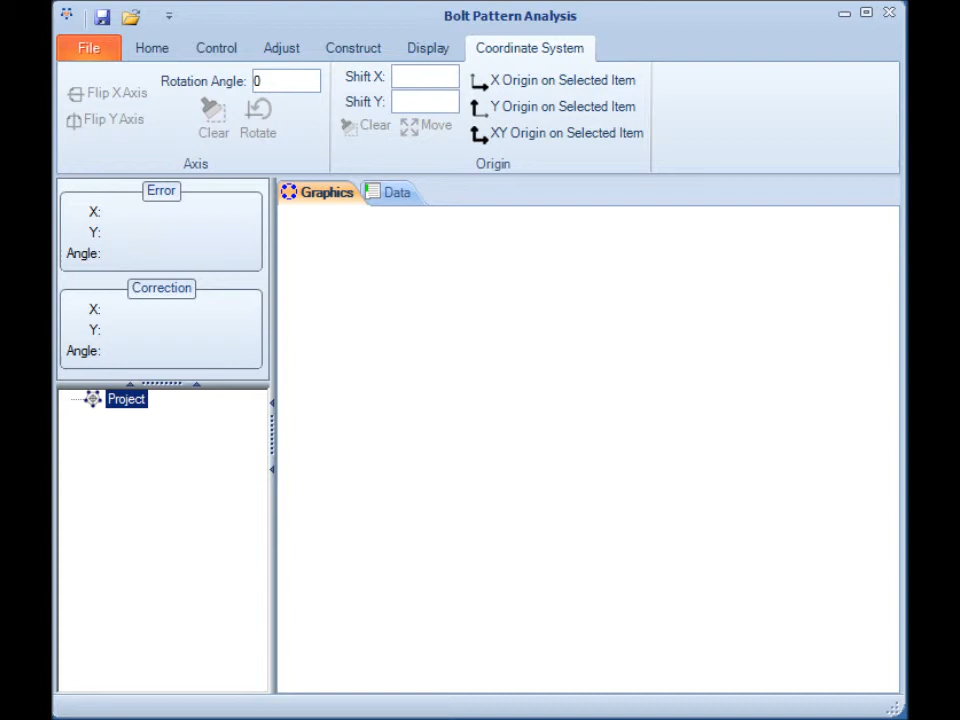 Bolt Pattern Analysis
File Home Control Adjust Construct Display Coordinate System
Flip X Axis
Flip Y Axis
Rotation Angle: 0
Clear Rotate
Axis
Shift X:
Shift Y:
Clear Move
X Origin on Selected Item
Y Origin on Selected Item
XY Origin on Selected Item
Origin
Error
X:
Y:
Angle:
Correction
X:
Y:
Angle:
Project
Graphics Data